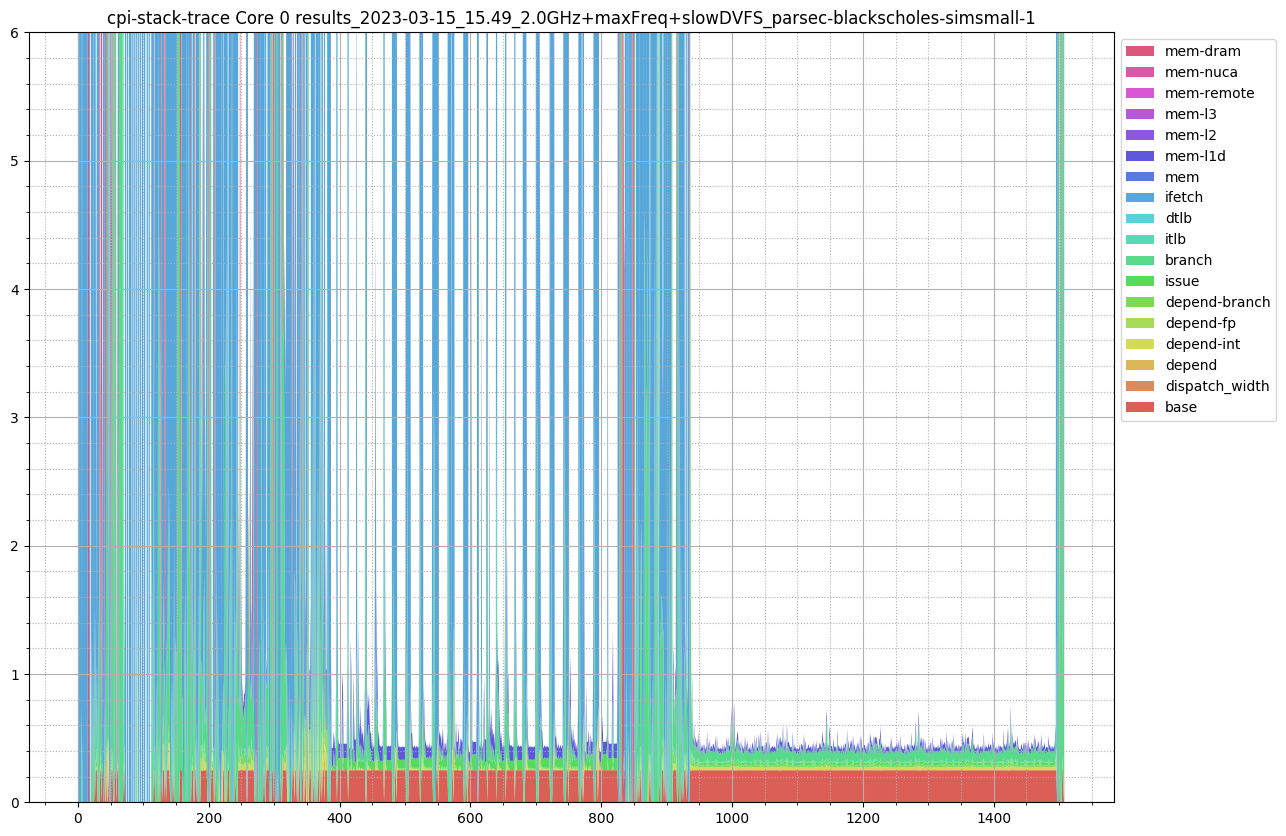 cpi-stack-trace Core 0 results_2023-03-15_15.49_2.0GHz+maxFreq+slowDVFS_parsec-blackscholes-simsmall-1
6
5
4
3
2
1
0
0 200 400 600 800 1000 1200 1400
mem-dram
mem-nuca
mem-remote
mem-l3
mem-l2
mem-l1d
mem
ifetch
dtlb
itlb
branch
issue
depend-branch
depend-fp
depend-int
depend
dispatch_width
base